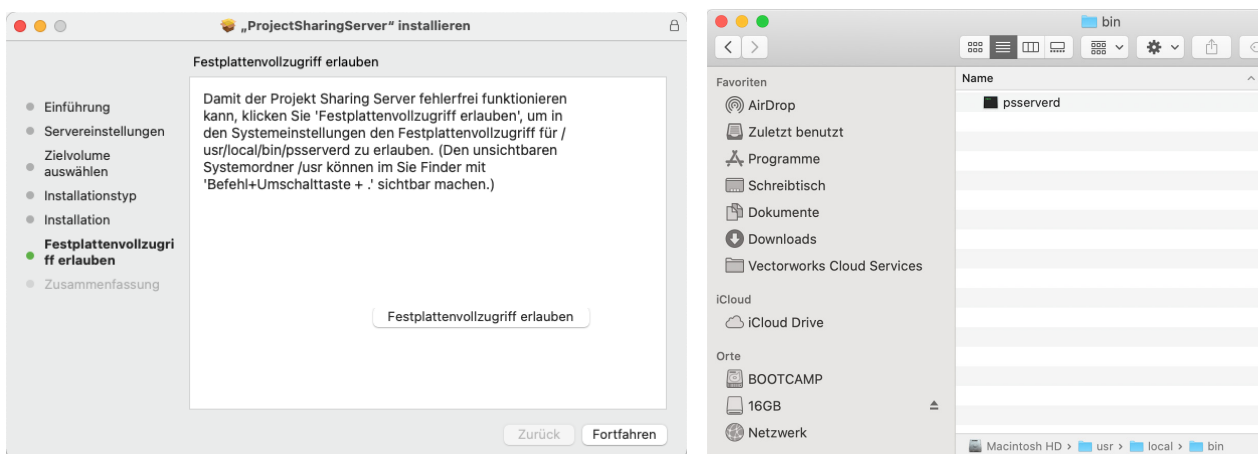 „ProjectSharingServer“ installieren
Festplattenvollzugriff erlauben
Einführung
Servereinstellungen
Zielvolume
auswählen
Installationstyp
Installation
Festplattenvollzugri
ff erlauben
Zusammenfassung
Damit der Projekt Sharing Server fehlerfrei funktionieren
kann, klicken Sie 'Festplattenvollzugriff erlauben', um in
den Systemeinstellungen den Festplattenvollzugriff für /
usr/local/bin/psserverd zu erlauben. (Den unsichtbaren
Systemordner /usr können im Sie Finder mit
'Befehl+Umschalttaste + .' sichtbar machen.)
Festplattenvollzugriff erlauben
Zurück
Fortfahren
bin
Favoriten
AirDrop
Zuletzt benutzt
Programme
Schreibtisch
Dokumente
Downloads
Vectorworks Cloud Services
iCloud
iCloud Drive
Orte
BOOTCAMP
16GB
Netzwerk
Name
psserverd
Macintosh HD › usr › local › bin